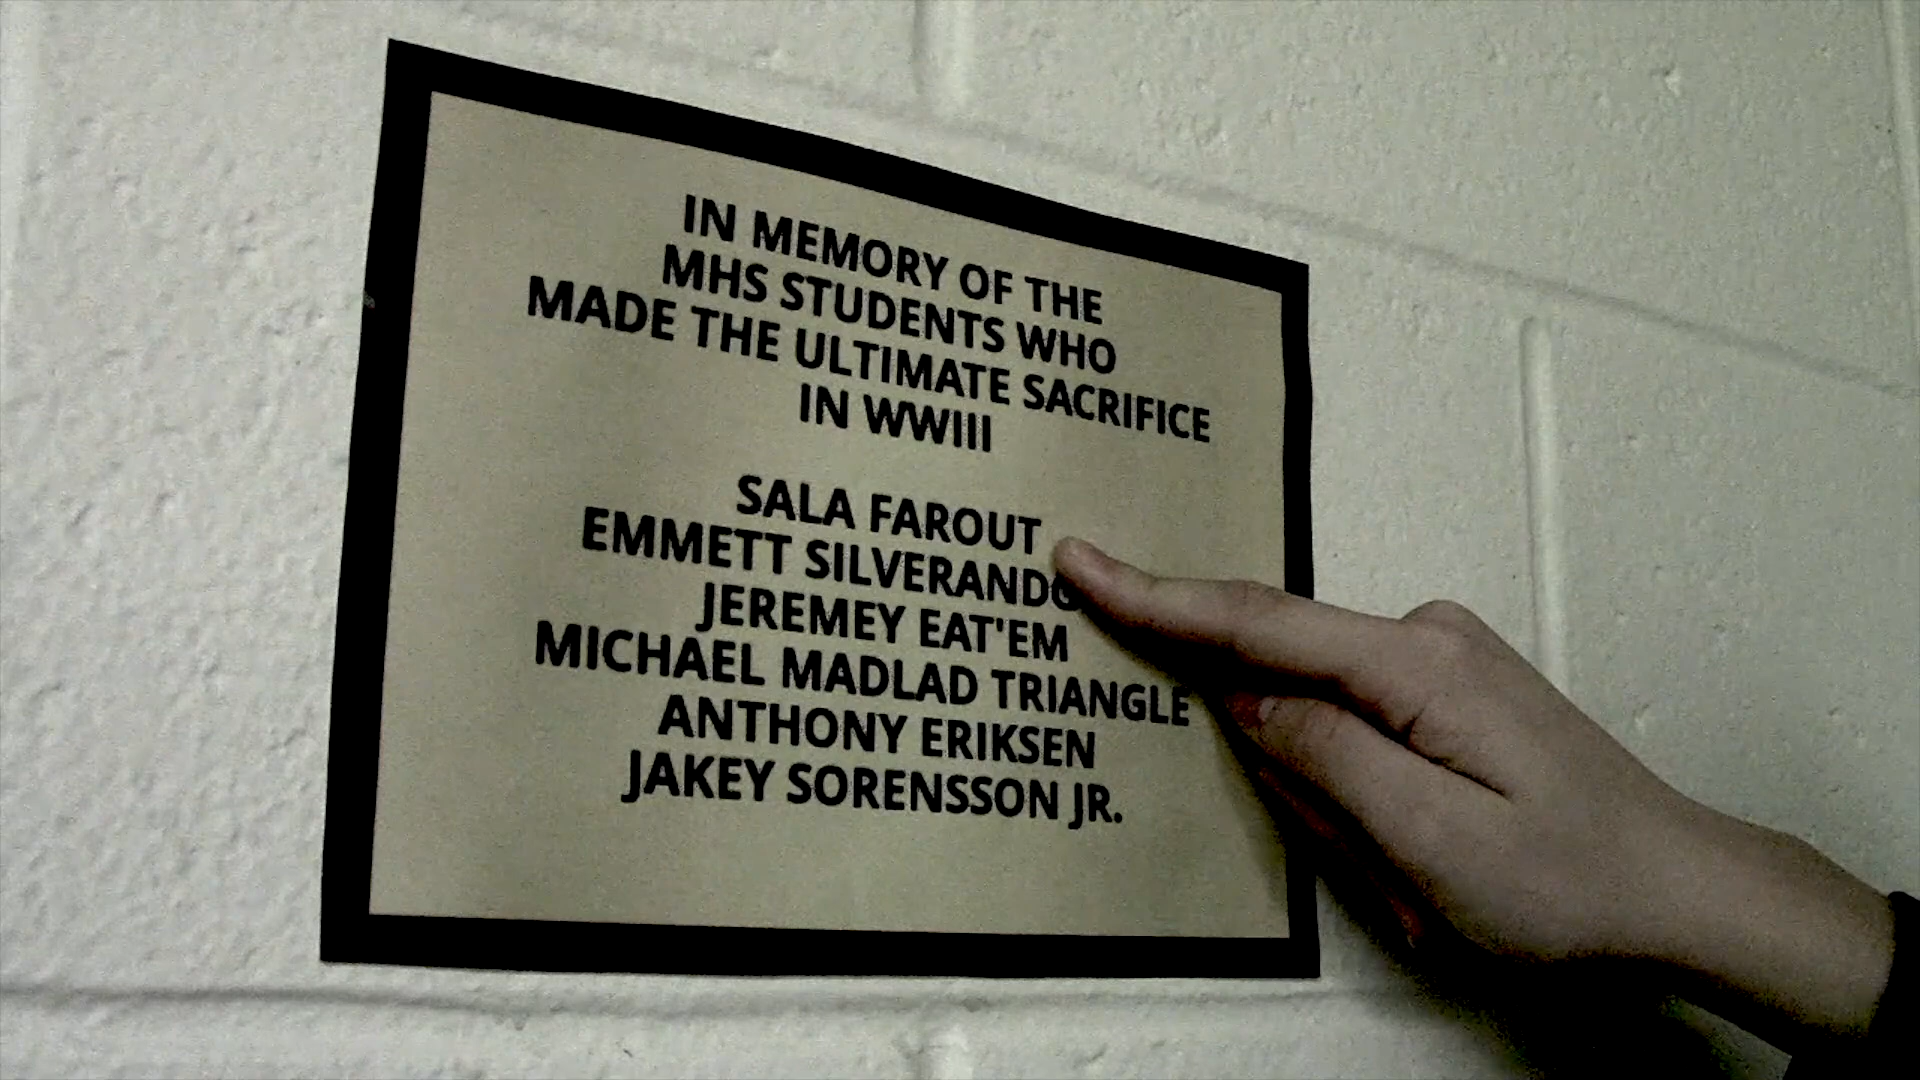 IN MEMORY OF THE
MHS STUDENTS WHO
MADE THE ULTIMATE SACRIFICE
IN WWIII
SALA FAROUT
EMMETT SILVERANDO
JEREMEY EAT'EM
MICHAEL MADLAD TRIANGLE
ANTHONY ERIKSEN
JAKEY SORENSSON JR.